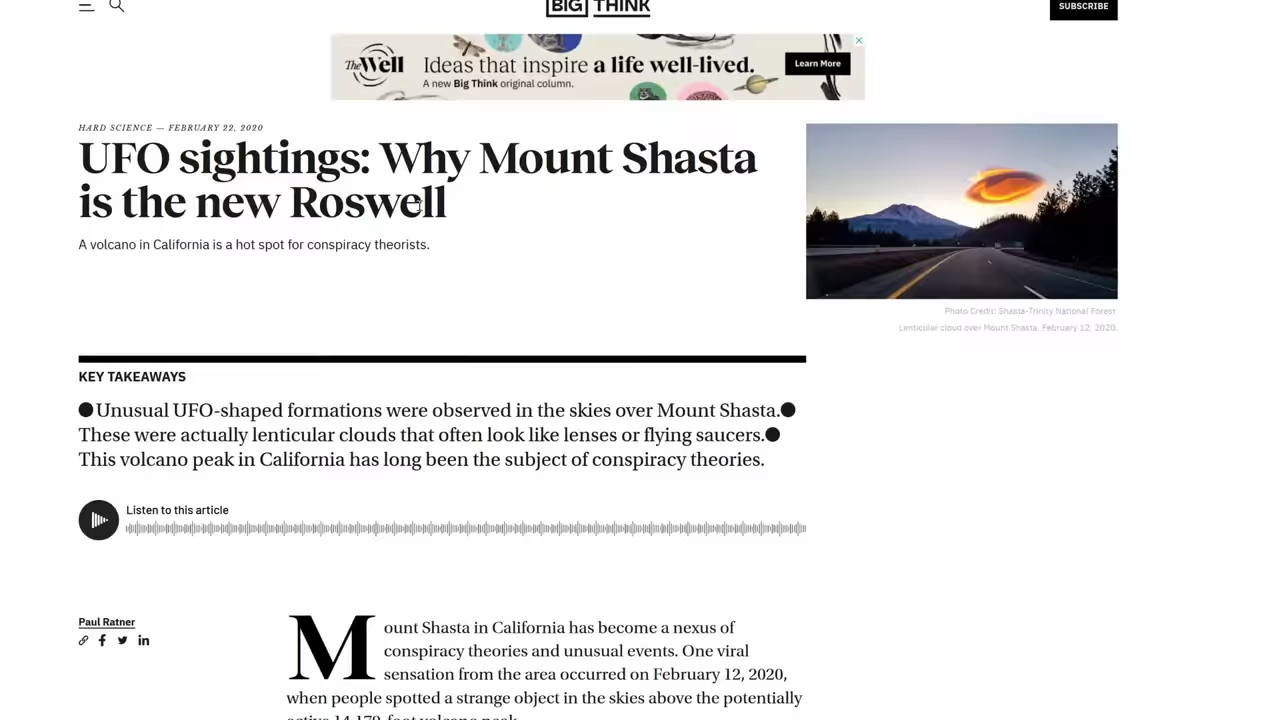 BIG THINK
SUBSCRIBE
The Well
Ideas that inspire a life well-lived.
A new Big Think original column.
Learn More
HARD SCIENCE — FEBRUARY 22, 2020
UFO sightings: Why Mount Shasta
is the new Roswell
A volcano in California is a hot spot for conspiracy theorists.
Photo Credit: Shasta-Trinity National Forest
Lenticular cloud over Mount Shasta. February 12, 2020.
KEY TAKEAWAYS
Unusual UFO-shaped formations were observed in the skies over Mount Shasta.
These were actually lenticular clouds that often look like lenses or flying saucers.
This volcano peak in California has long been the subject of conspiracy theories.
Listen to this article
Paul Ratner
Mount Shasta in California has become a nexus of
conspiracy theories and unusual events. One viral
sensation from the area occurred on February 12, 2020,
when people spotted a strange object in the skies above the potentially
active 14,179-foot volcano peak.